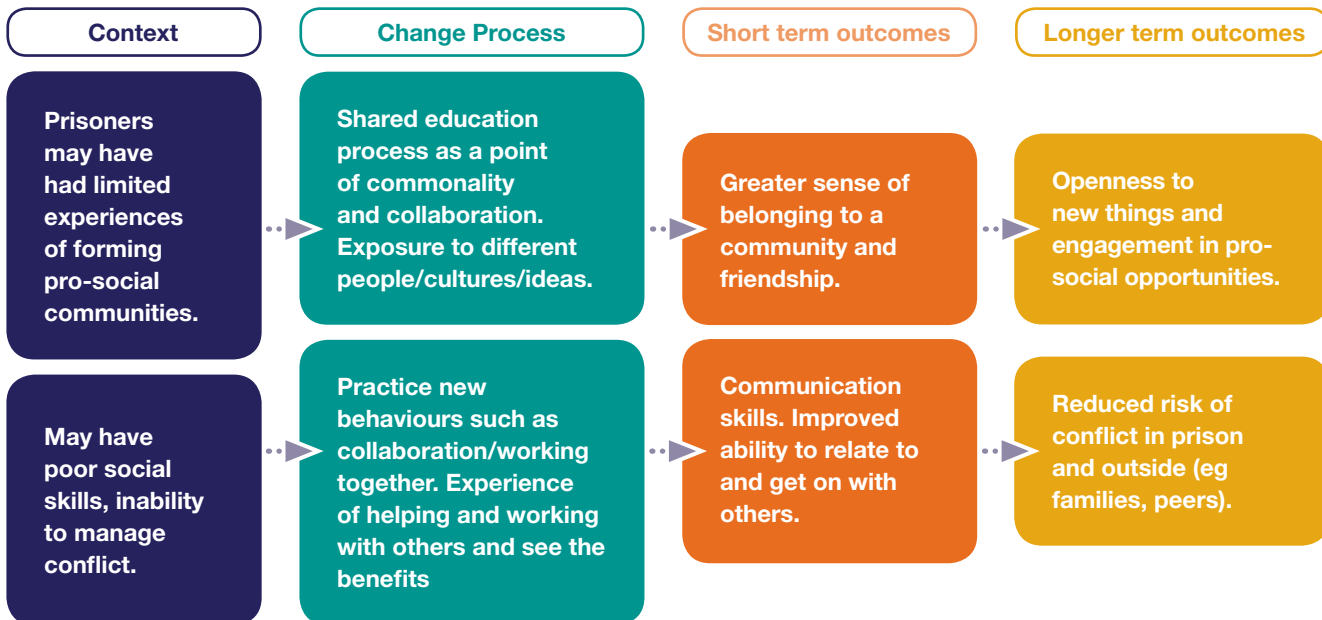 Context
Change Process
Short term outcomes
Longer term outcomes
Prisoners
may have
had limited
experiences
of forming
pro-social
communities.
Shared education
process as a point
of commonality
and collaboration.
Exposure to different
people/cultures/ideas.
Greater sense of
belonging to a
community and
friendship.
Openness to
new things and
engagement in pro-
social opportunities.
May have
poor social
skills, inability
to manage
conflict.
Practice new
behaviours such as
collaboration/working
together. Experience
of helping and working
with others and see the
benefits
Communication
skills. Improved
ability to relate to
and get on with
others.
Reduced risk of
conflict in prison
and outside (eg
families, peers).